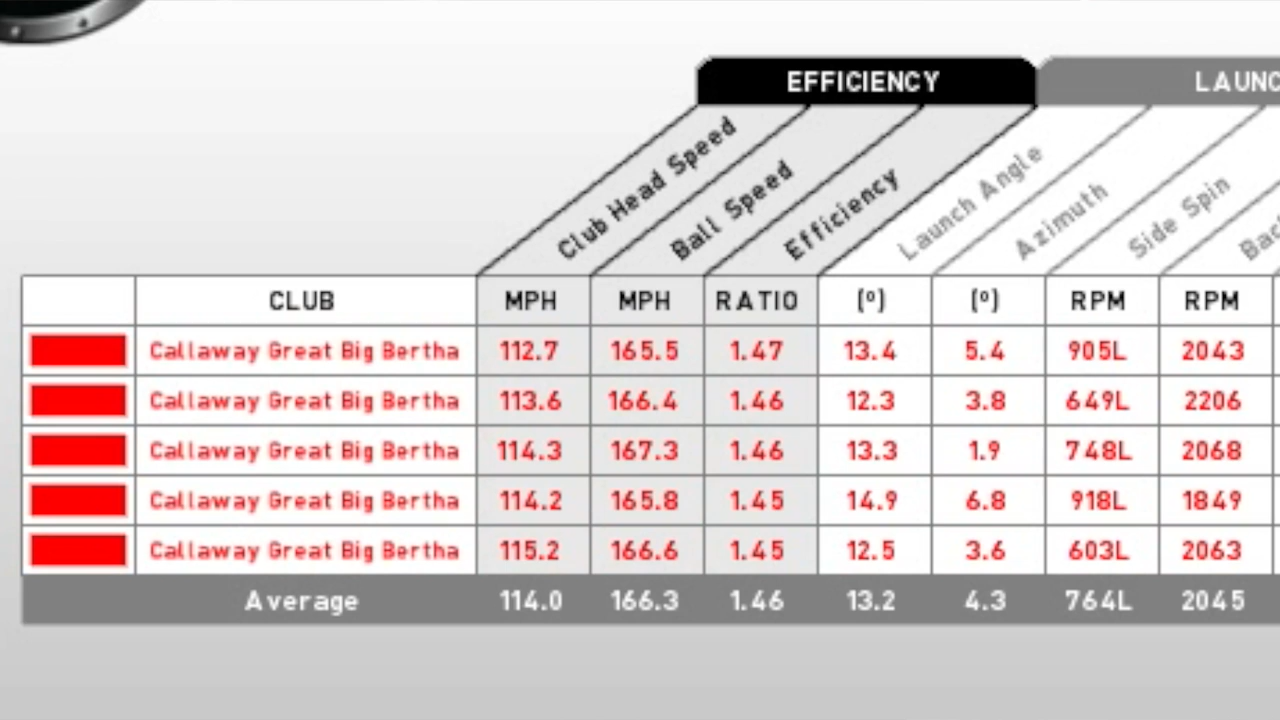 EFFICIENCY
Club Head Speed Ball Speed Efficiency Launch Angle Azimuth Side Spin
CLUB MPH MPH RATIO (º) (º) RPM RPM
Callaway Great Big Bertha 112.7 165.5 1.47 13.4 5.4 905L 2043
Callaway Great Big Bertha 113.6 166.4 1.46 12.3 3.8 649L 2206
Callaway Great Big Bertha 114.3 167.3 1.46 13.3 1.9 748L 2068
Callaway Great Big Bertha 114.2 165.8 1.45 14.9 6.8 918L 1849
Callaway Great Big Bertha 115.2 166.6 1.45 12.5 3.6 603L 2063
Average 114.0 166.3 1.46 13.2 4.3 764L 2045